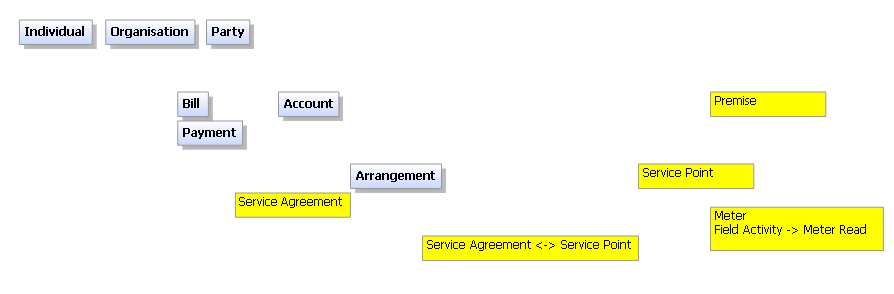 Individual
Organisation
Party
Bill
Account
Premise
Payment
Arrangement
Service Point
Service Agreement
Meter
Field Activity -> Meter Read
Service Agreement <-> Service Point